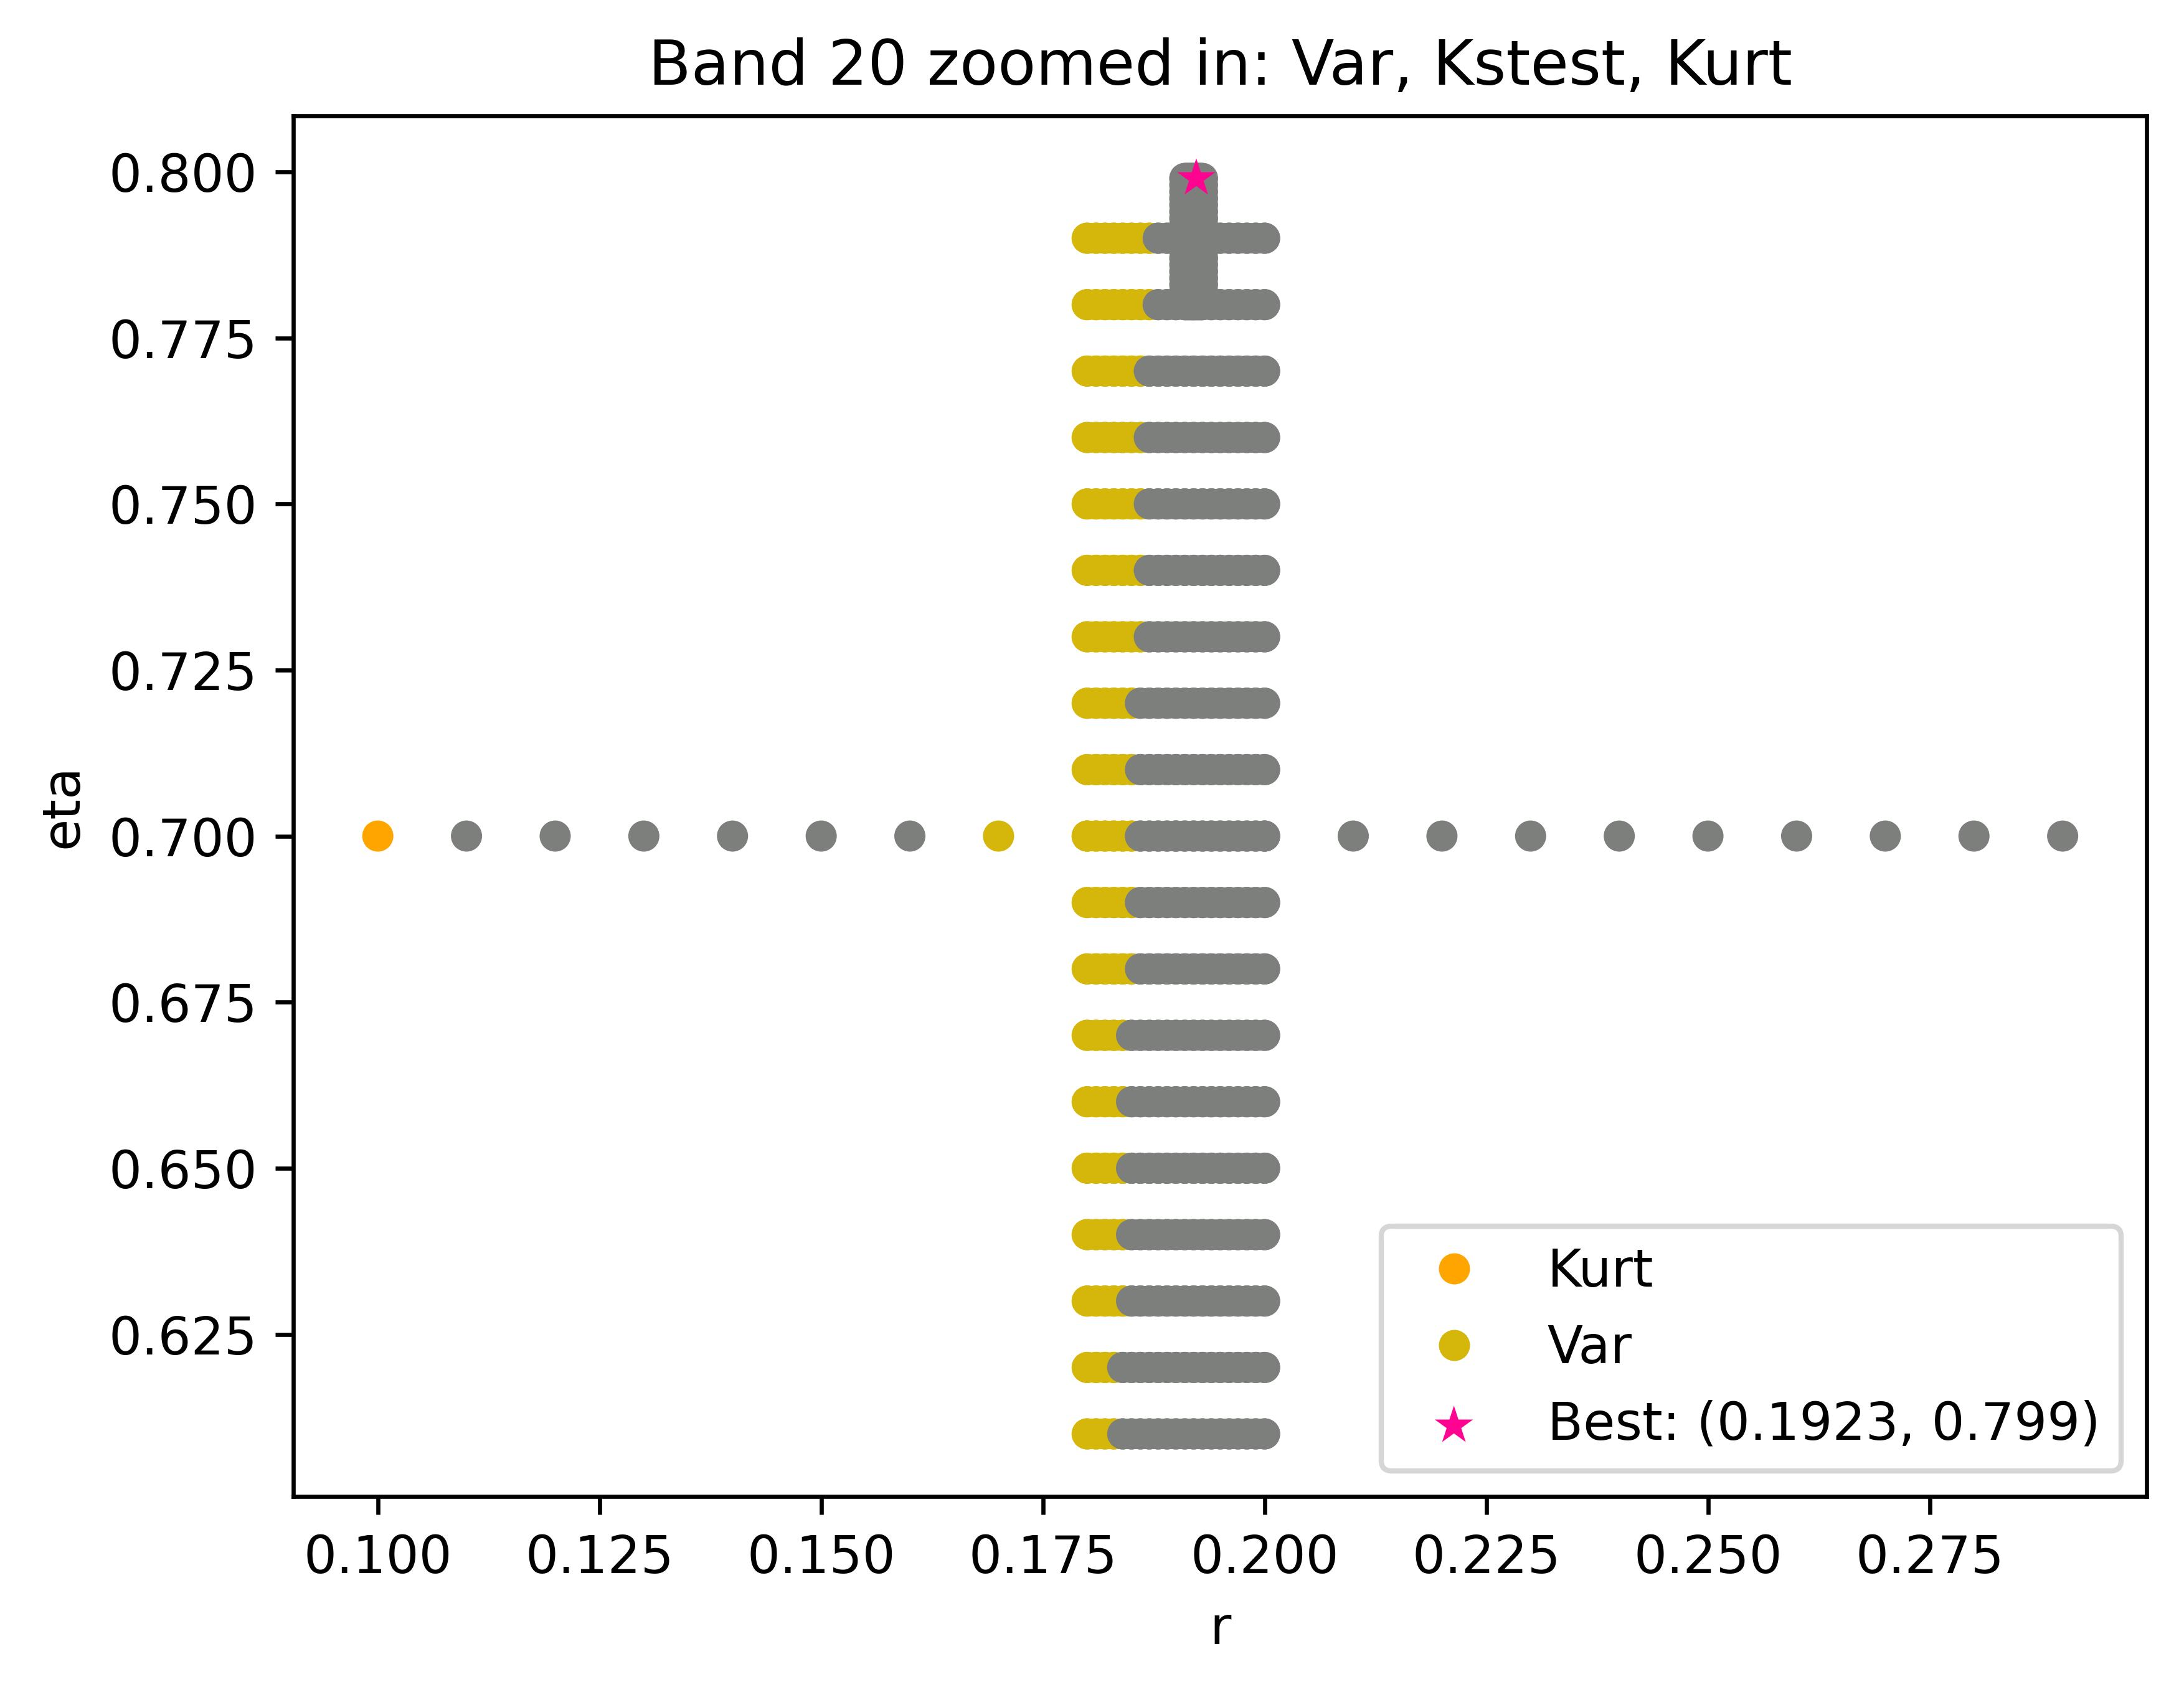 Band 20 zoomed in: Var, Kstest, Kurt
eta
0.800
0.775
0.750
0.725
0.700
0.675
0.650
0.625
Kurt
Var
Best: (0.1923, 0.799)
0.100 0.125 0.150 0.175 0.200 0.225 0.250 0.275
r